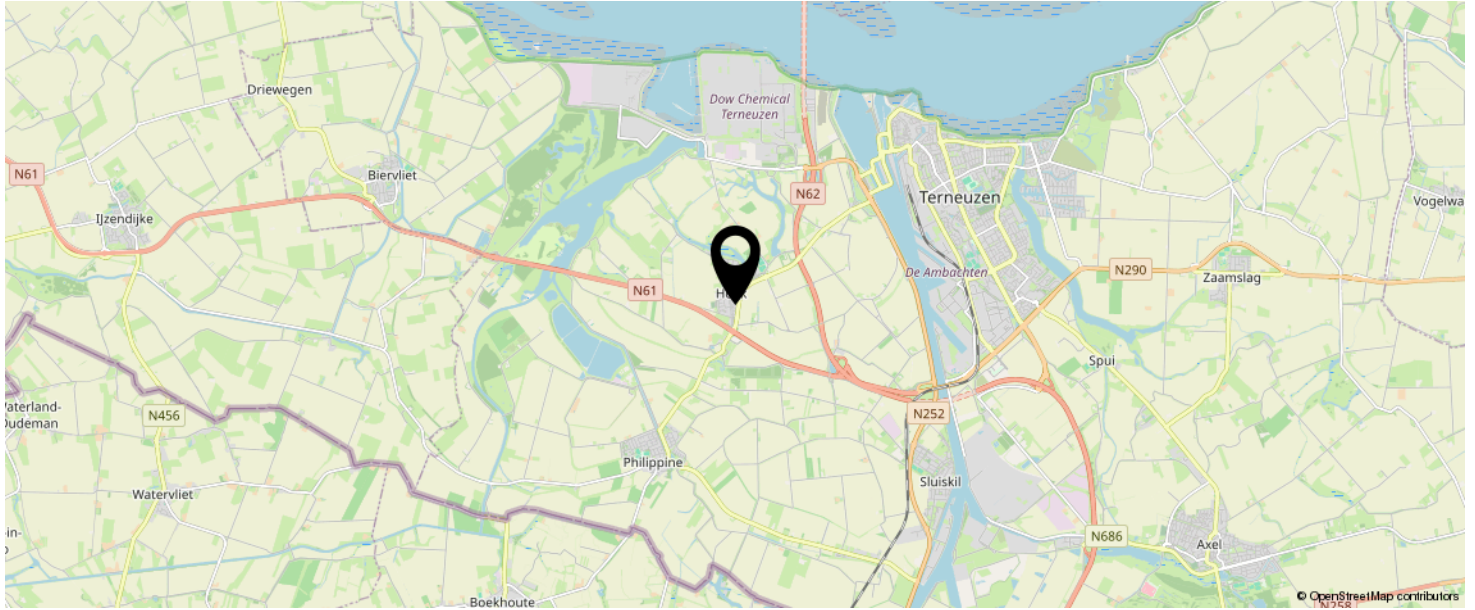 Driewegen
Dow Chemical
Terneuzen
N61
Biervliet
N62
Terneuzen
Vogelwa
IJzendijke
De Ambachten
N290
Zaamslag
N61
Spui
N456
N252
Philippine
Sluiskil
Watervliet
N686
Axel
Boekhoute
© OpenStreetMap contributors